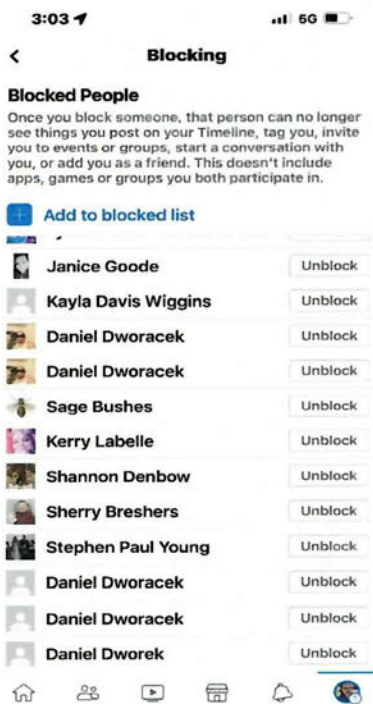 3:03 5G
Blocking
Blocked People
Once you block someone, that person can no longer
see things you post on your Timeline, tag you, invite
you to events or groups, start a conversation with
you, or add you as a friend. This doesn't include
apps, games or groups you both participate in.
Add to blocked list
Janice Goode Unblock
Kayla Davis Wiggins Unblock
Daniel Dworacek Unblock
Daniel Dworacek Unblock
Sage Bushes Unblock
Kerry Labelle Unblock
Shannon Denbow Unblock
Sherry Breshers Unblock
Stephen Paul Young Unblock
Daniel Dworacek Unblock
Daniel Dworacek Unblock
Daniel Dworek Unblock